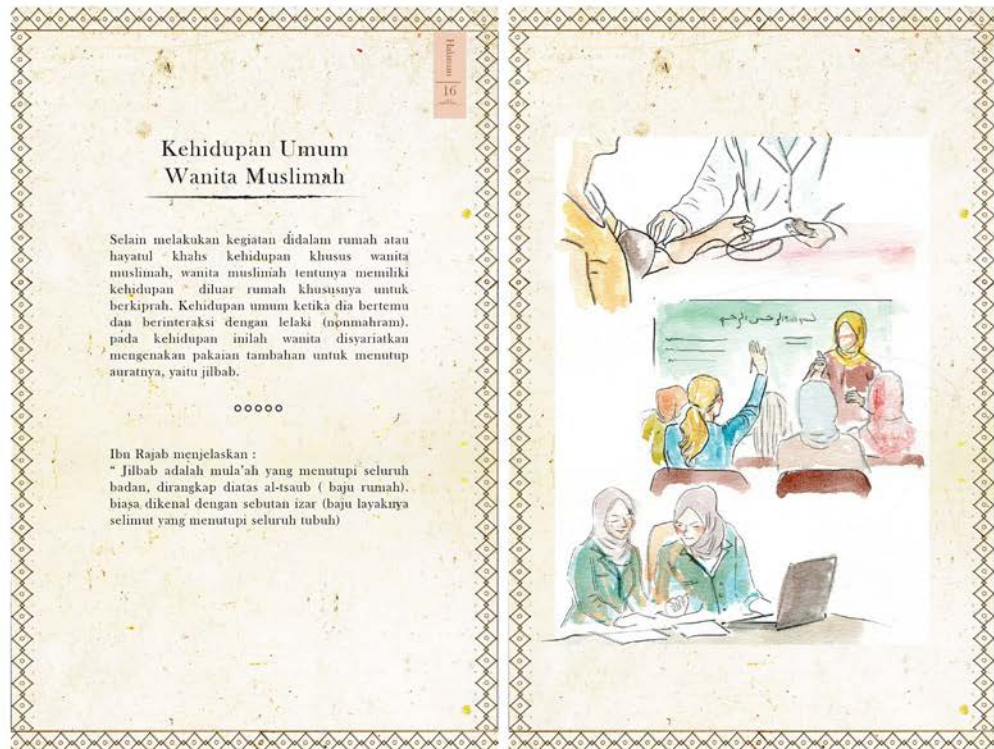 Halaman
16
Kehidupan Umum
Wanita Muslimah
Selain melakukan kegiatan didalam rumah atau
hayatul khahs kehidupan khusus wanita
muslimah, wanita muslimah tentunya memiliki
kehidupan diluar rumah khususnya untuk
berkiprah. Kehidupan umum ketika dia bertemu
dan berinteraksi dengan lelaki (nonmahram).
pada kehidupan inilah wanita disyariatkan
mengenakan pakaian tambahan untuk menutup
auratnya, yaitu jilbab.
Ibn Rajab menjelaskan :
“ Jilbab adalah mula’ah yang menutupi seluruh
badan, dirangkap diatas al-tsaub ( baju rumah).
biasa dikenal dengan sebutan izar (baju layaknya
selimut yang menutupi seluruh tubuh)
بسم الله الرحمن الرحيم